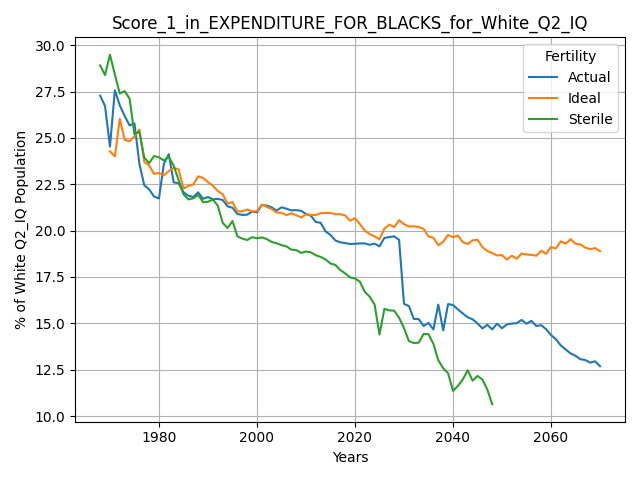 Score_1_in_EXPENDITURE_FOR_BLACKS_for_White_Q2_IQ
30.0
27.5
25.0
22.5
20.0
17.5
15.0
12.5
10.0
% of White Q2_IQ Population
Fertility
Actual
Ideal
Sterile
1980
2000
2020
2040
2060
Years